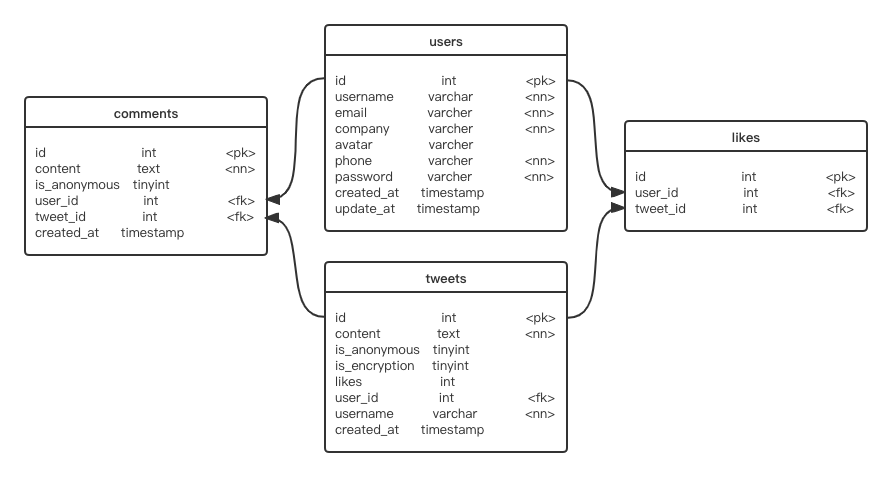 users
id int <pk>
username varchar <nn>
email varcher <nn>
company varcher <nn>
avatar varcher
phone varcher <nn>
password varcher <nn>
created_at timestamp
update_at timestamp
comments
id int <pk>
content text <nn>
is_anonymous tinyint
user_id int <fk>
tweet_id int <fk>
created_at timestamp
likes
id int <pk>
user_id int <fk>
tweet_id int <fk>
tweets
id int <pk>
content text <nn>
is_anonymous tinyint
is_encryption tinyint
likes int
user_id int <fk>
username varchar <nn>
created_at timestamp